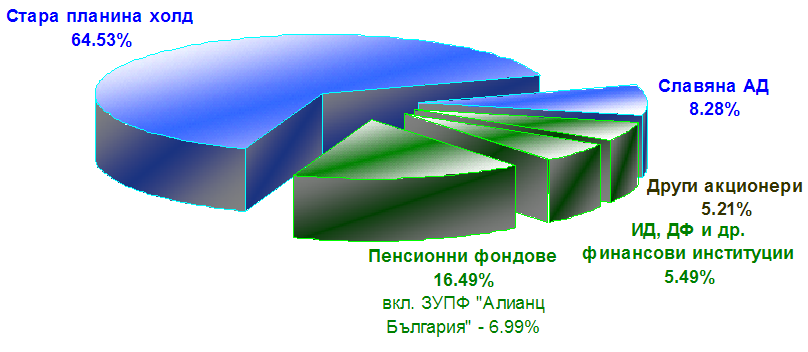 Стара планина холд
64.53%
Славяна АД
8.28%
Други акционери
5.21%
ИД, ДФ и др.
финансови институции
5.49%
Пенсионни фондове
16.49%
вкл. ЗУПФ "Алианц
България" - 6.99%